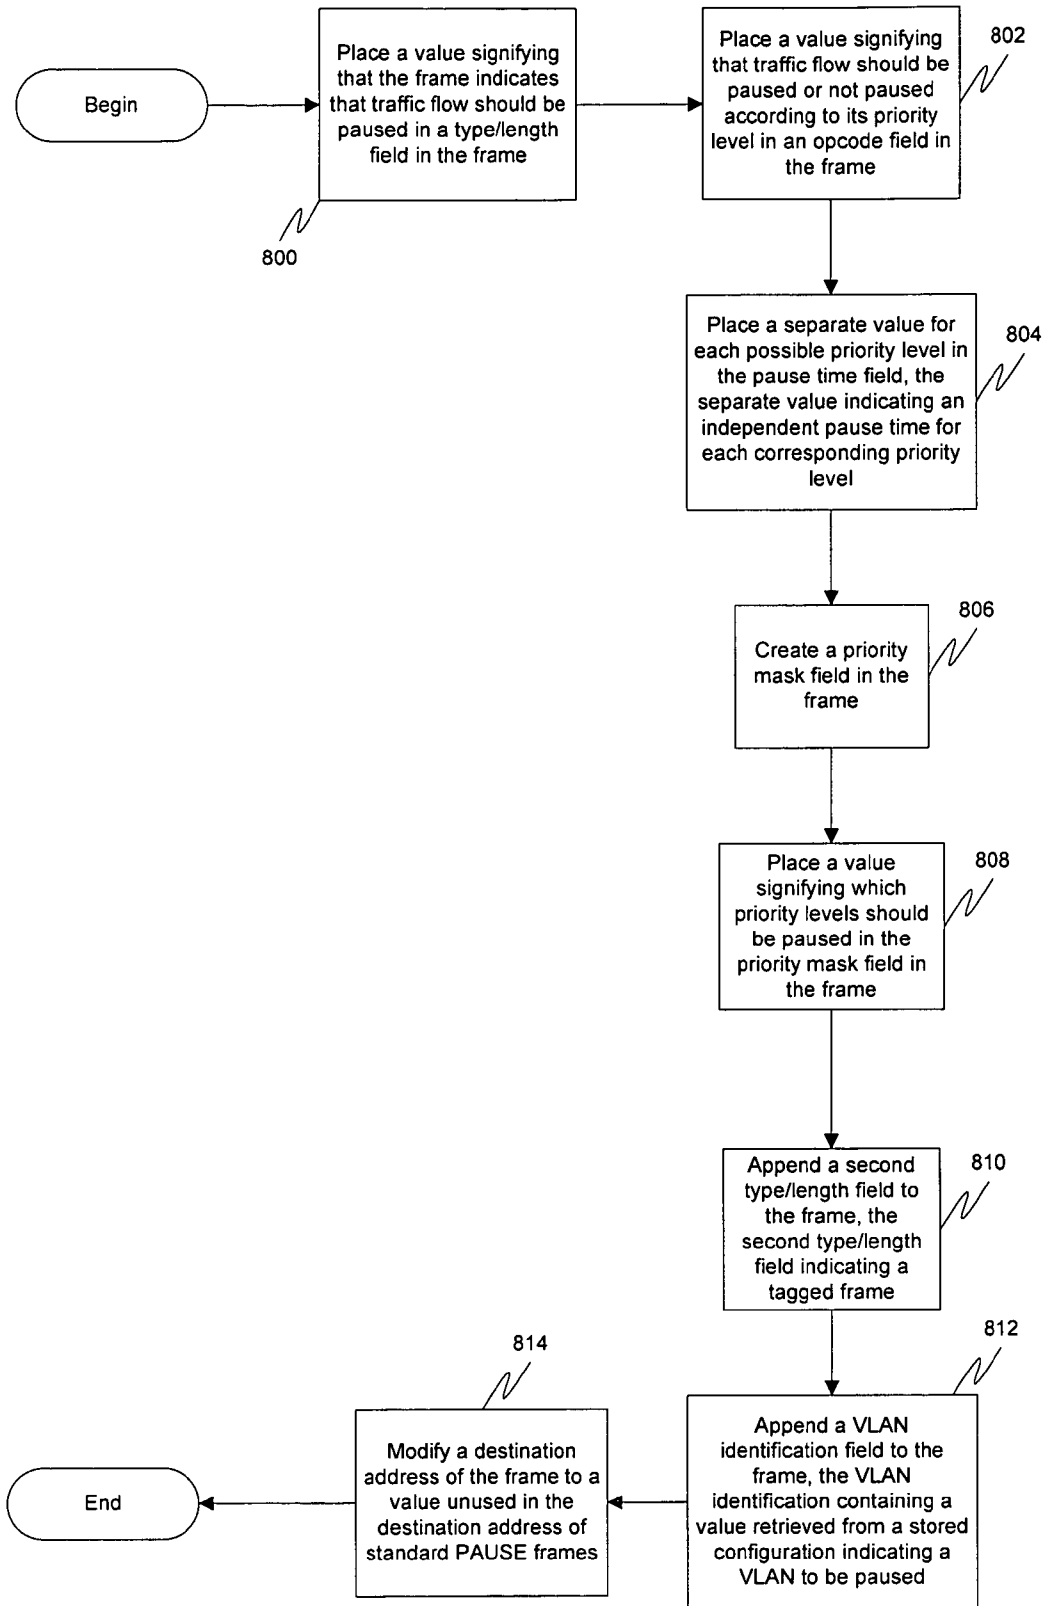 Begin
Place a value signifying
that the frame indicates
that traffic flow should be
paused in a type/length
field in the frame
800
Place a value signifying
that traffic flow should be
paused or not paused
according to its priority
level in an opcode field in
the frame
802
Place a separate value for
each possible priority level in
the pause time field, the
separate value indicating an
independent pause time for
each corresponding priority
level
804
Create a priority
mask field in the
frame
806
Place a value
signifying which
priority levels should
be paused in the
priority mask field in
the frame
808
Append a second
type/length field to
the frame, the
second type/length
field indicating a
tagged frame
810
Append a VLAN
identification field to the
frame, the VLAN
identification containing a
value retrieved from a stored
configuration indicating a
VLAN to be paused
812
Modify a destination
address of the frame to a
value unused in the
destination address of
standard PAUSE frames
814
End